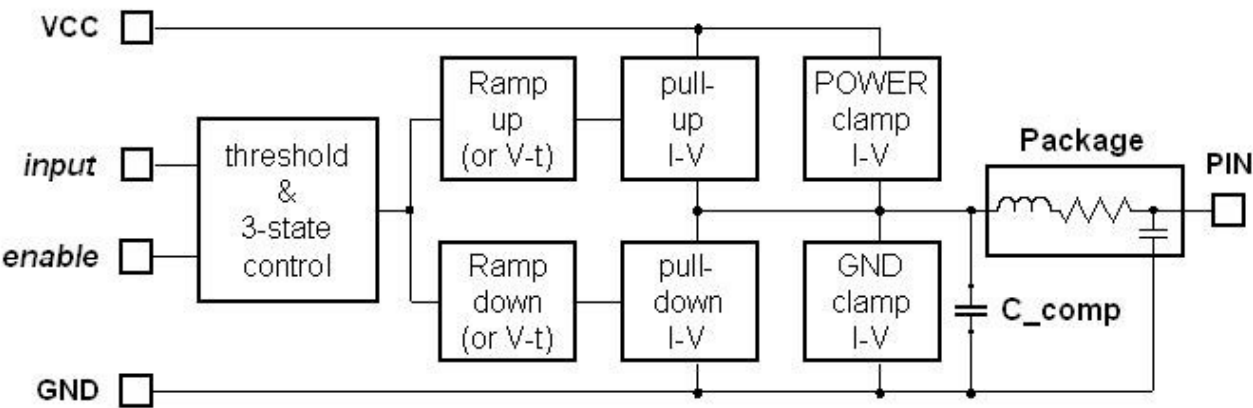 VCC
Ramp
up
(or V-t)
pull-
up
I-V
POWER
clamp
I-V
Package
PIN
input
enable
threshold
&
3-state
control
Ramp
down
(or V-t)
pull-
down
I-V
GND
clamp
I-V
C_comp
GND